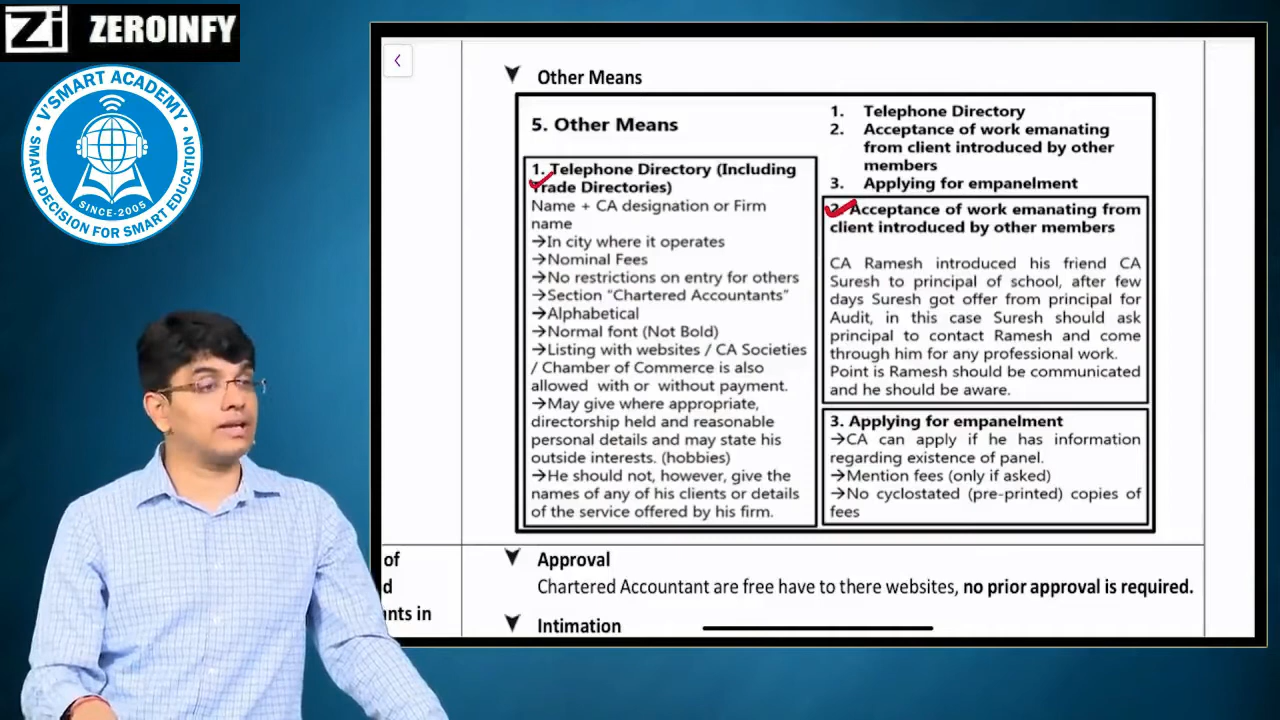 Zi ZEROINFY
V'SMART ACADEMY
SINCE-2005
SMART DECISION FOR SMART EDUCATION
<
Other Means
5. Other Means
1. Telephone Directory (Including
Trade Directories)
Name + CA designation or Firm
name
→In city where it operates
→Nominal Fees
→No restrictions on entry for others
→Section “Chartered Accountants”
→Alphabetical
→Normal font (Not Bold)
→Listing with websites / CA Societies
/ Chamber of Commerce is also
allowed with or without payment.
→May give where appropriate,
directorship held and reasonable
personal details and may state his
outside interests. (hobbies)
→He should not, however, give the
names of any of his clients or details
of the service offered by his firm.
1. Telephone Directory
2. Acceptance of work emanating
from client introduced by other
members
3. Applying for empanelment
2. Acceptance of work emanating from
client introduced by other members
CA Ramesh introduced his friend CA
Suresh to principal of school, after few
days Suresh got offer from principal for
Audit, in this case Suresh should ask
principal to contact Ramesh and come
through him for any professional work.
Point is Ramesh should be communicated
and he should be aware.
3. Applying for empanelment
→CA can apply if he has information
regarding existence of panel.
→Mention fees (only if asked)
→No cyclostated (pre-printed) copies of
fees
of
d
nts in
Approval
Chartered Accountant are free have to there websites, no prior approval is required.
Intimation